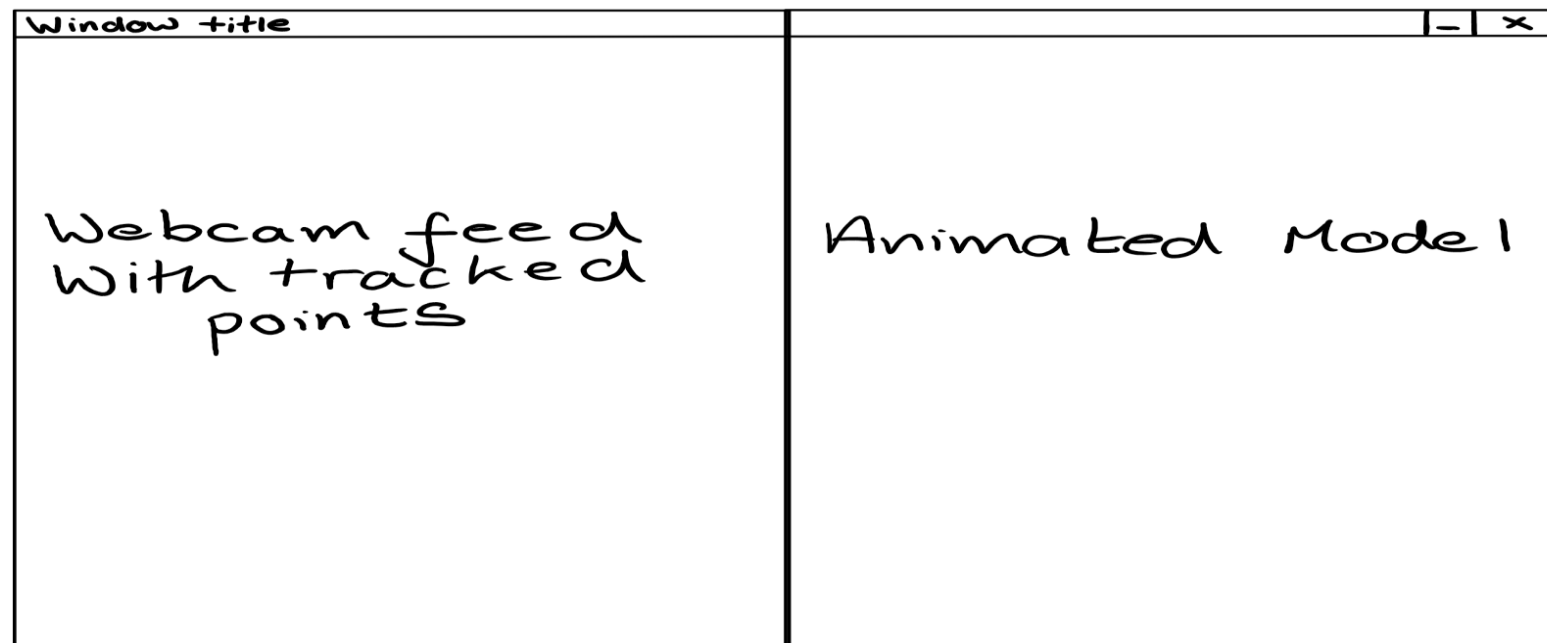 Window title
- x
Webcam feed
With tracked
points
Animated Model